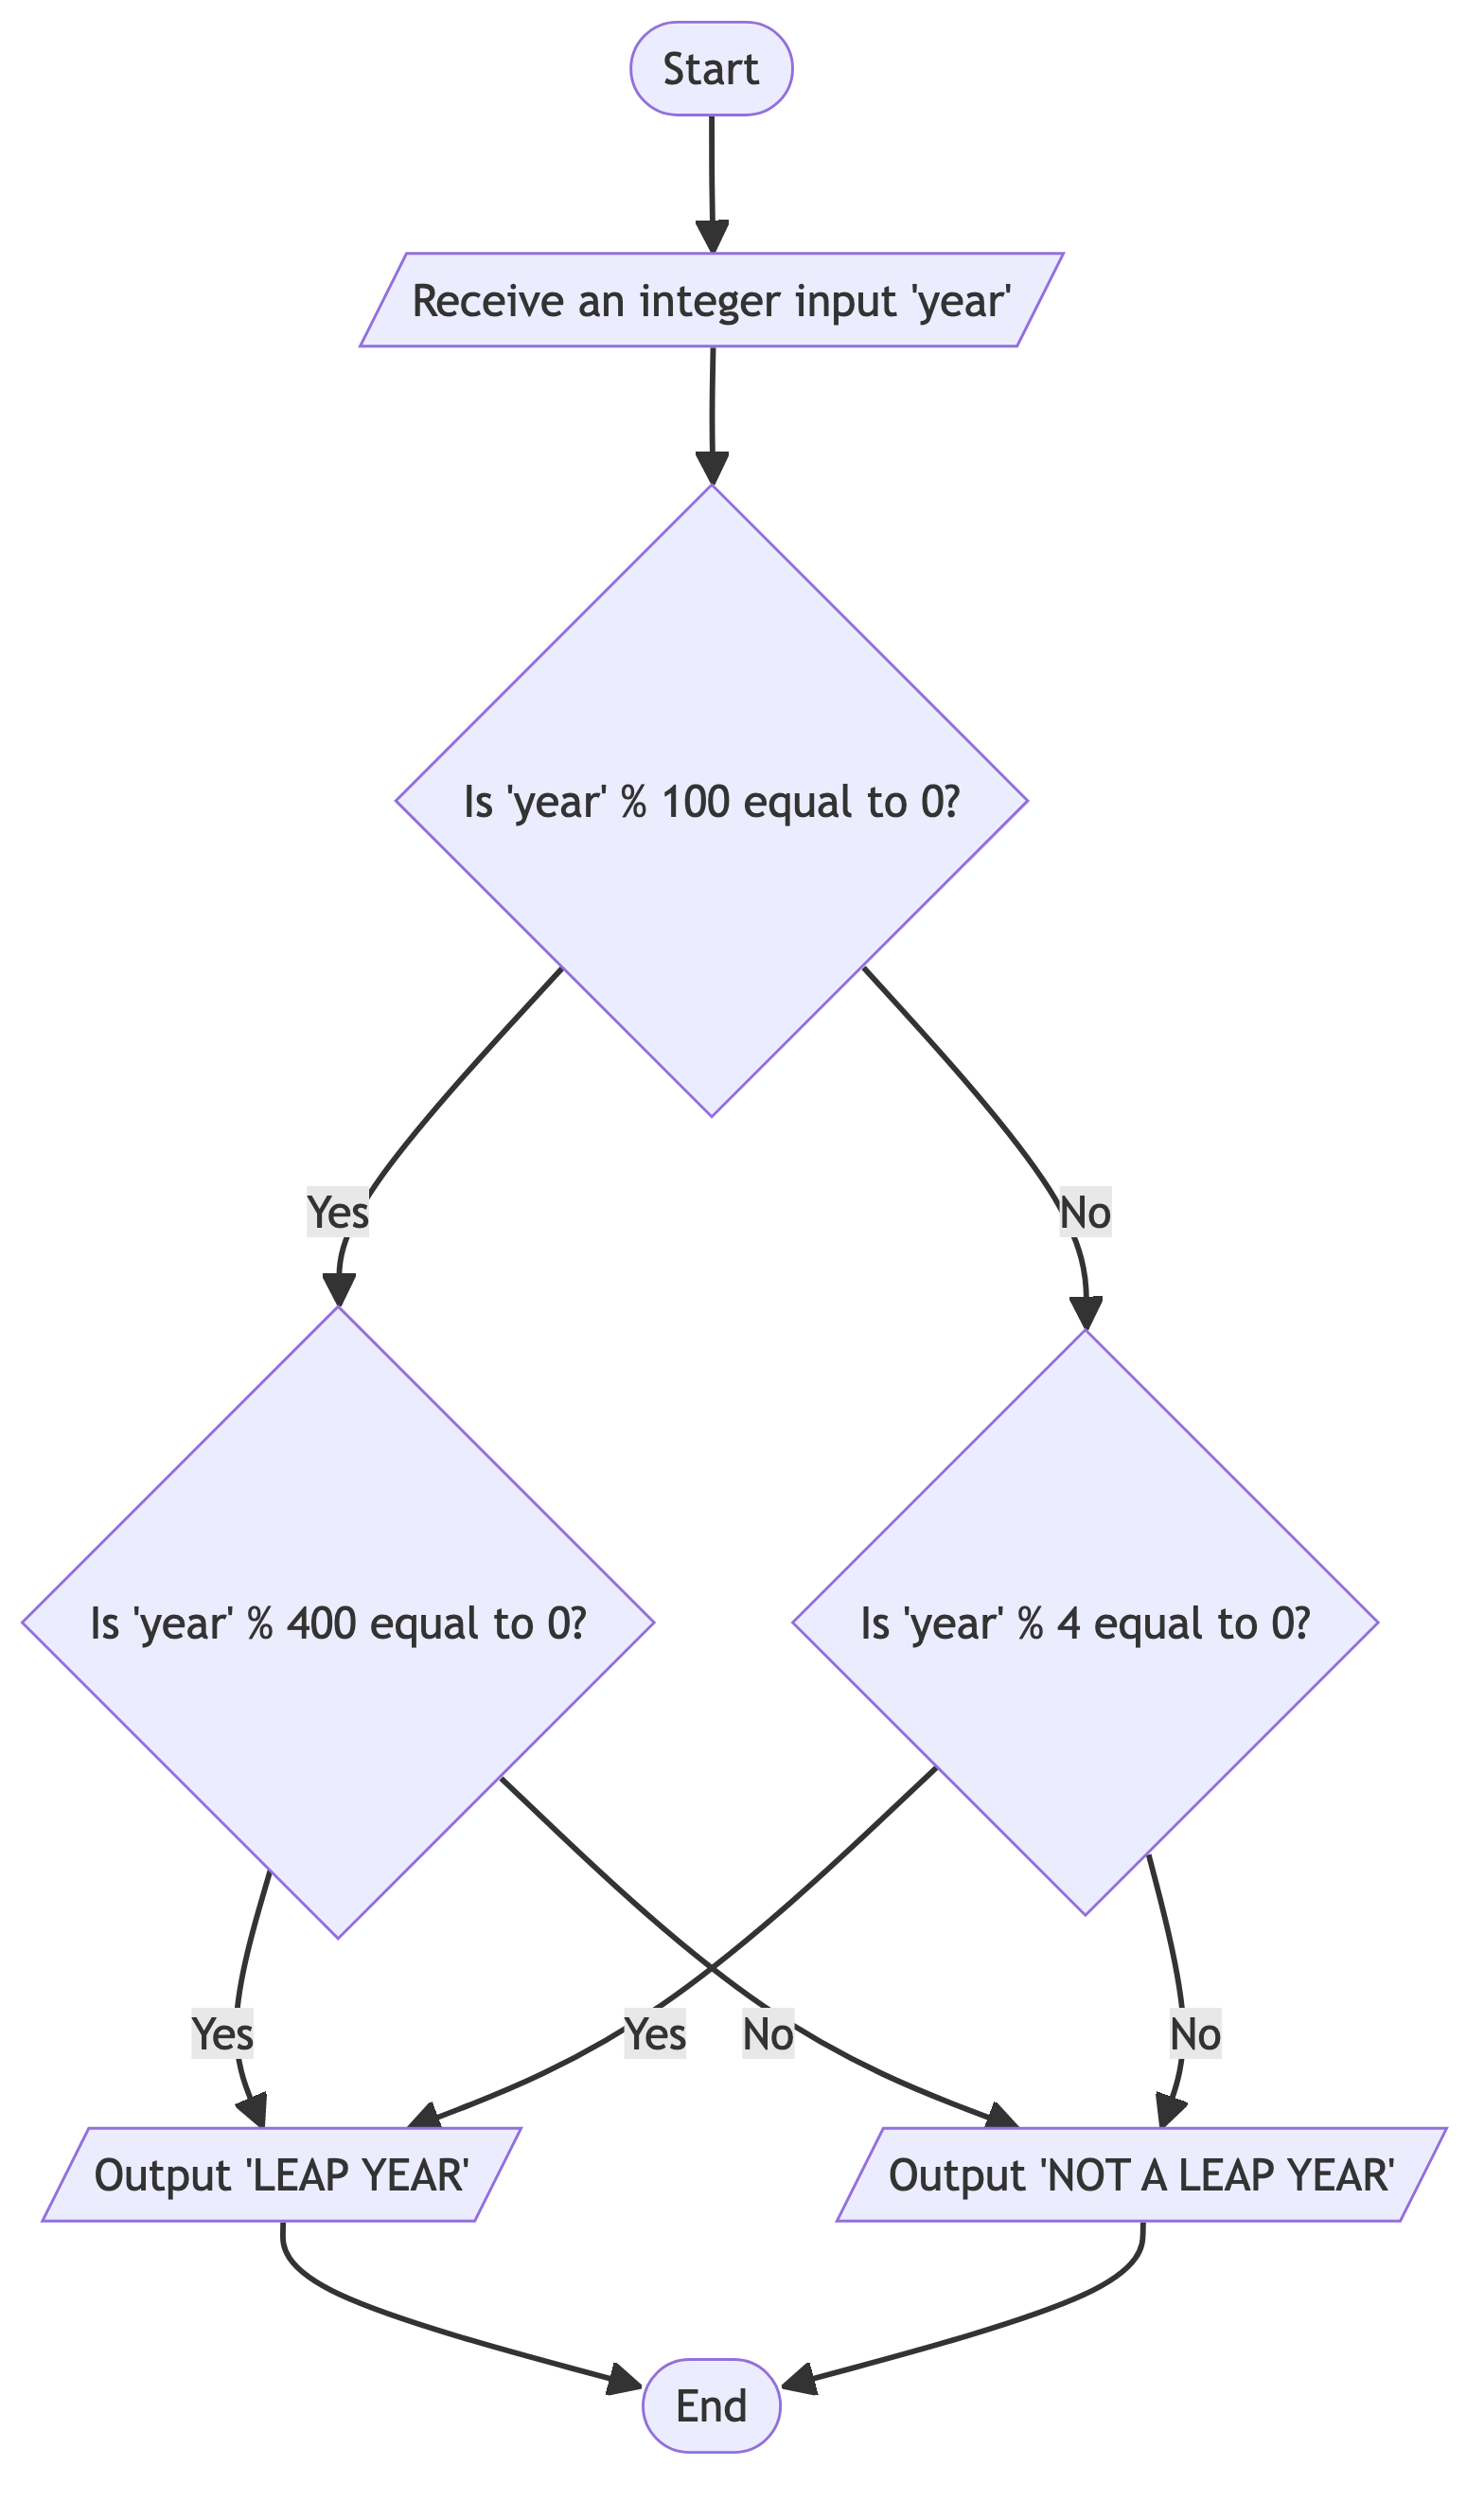 Start
Receive an integer input 'year'
Is 'year' % 100 equal to 0?
Yes
No
Is 'year' % 400 equal to 0?
Is 'year' % 4 equal to 0?
Yes
Yes
No
No
Output 'LEAP YEAR'
Output 'NOT A LEAP YEAR'
End